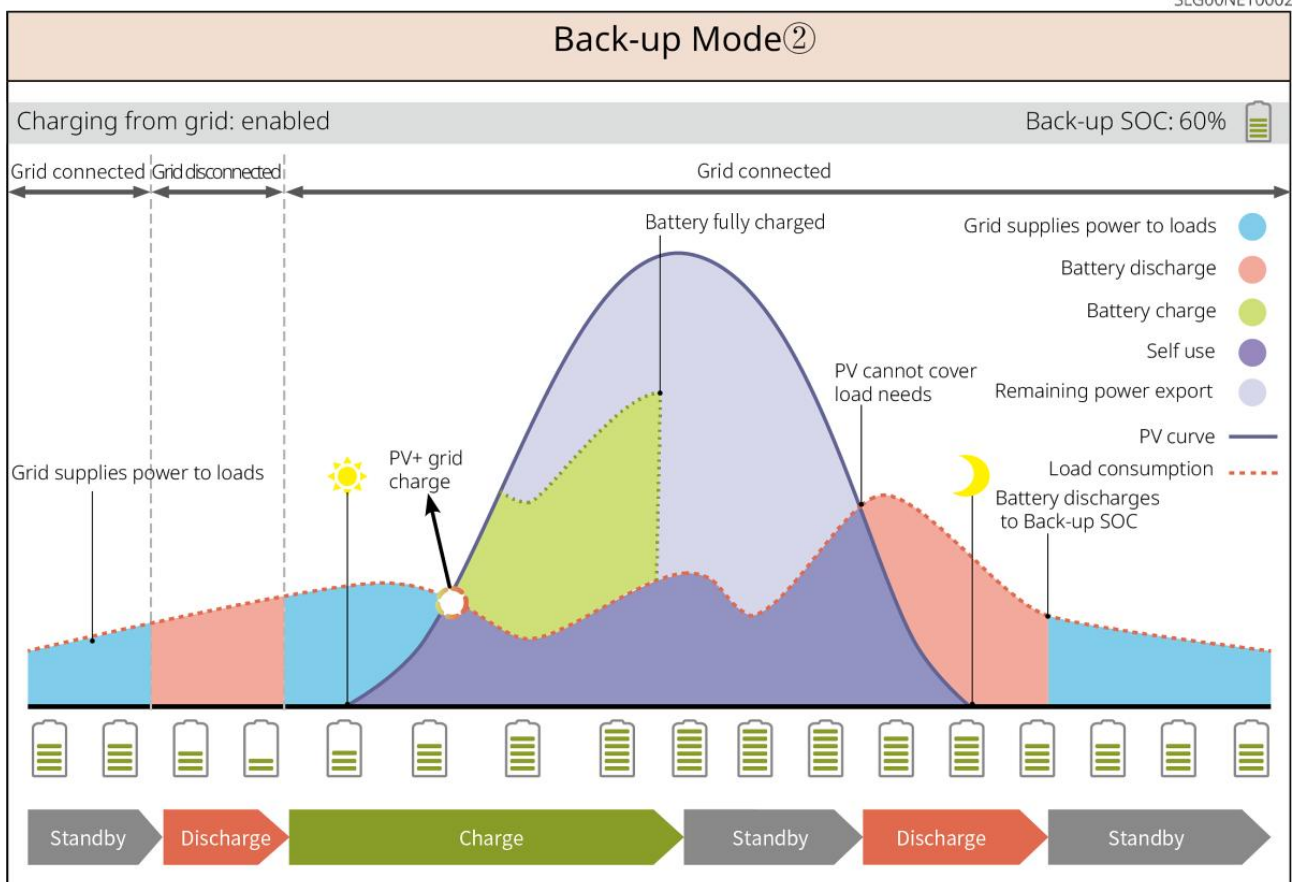 SLG00NET0002
Back-up Mode②
Charging from grid: enabled
Back-up SOC: 60%
Grid connected
Grid disconnected
Grid connected
Battery fully charged
Grid supplies power to loads
Battery discharge
Battery charge
Self use
PV cannot cover
load needs
Remaining power export
PV curve
Load consumption
Grid supplies power to loads
PV+ grid
charge
Battery discharges
to Back-up SOC
Standby
Discharge
Charge
Standby
Discharge
Standby